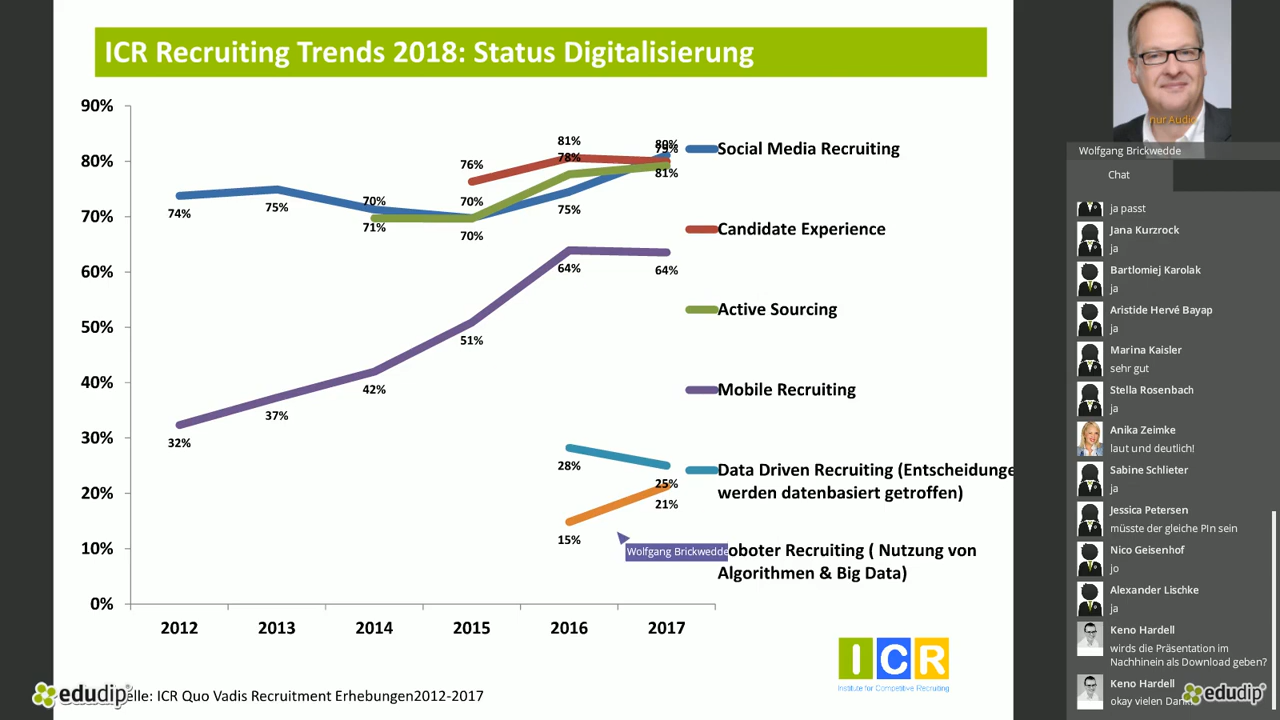 ICR Recruiting Trends 2018: Status Digitalisierung
90%
80%
70%
60%
50%
40%
30%
20%
10%
0%
2012
2013
2014
2015
2016
2017
74%
75%
70%
71%
76%
70%
70%
81%
78%
75%
80%
79%
81%
32%
37%
42%
51%
64%
64%
28%
25%
15%
21%
Social Media Recruiting
Candidate Experience
Active Sourcing
Mobile Recruiting
Data Driven Recruiting (Entscheidunge
werden datenbasiert getroffen)
oboter Recruiting ( Nutzung von
Algorithmen & Big Data)
Wolfgang Brickwedde
ICR
Institute for Competitive Recruiting
elle: ICR Quo Vadis Recruitment Erhebungen2012-2017
edudip
nur Audio
Wolfgang Brickwedde
Chat
ja passt
Jana Kurzrock
ja
Bartlomiej Karolak
ja
Aristide Hervé Bayap
ja
Marina Kaisler
sehr gut
Stella Rosenbach
ja
Anika Zeimke
laut und deutlich!
Sabine Schlieter
ja
Jessica Petersen
müsste der gleiche PIn sein
Nico Geisenhof
jo
Alexander Lischke
ja
Keno Hardell
wirds die Präsentation im
Nachhinein als Download geben?
Keno Hardell
okay vielen Dank
edudip